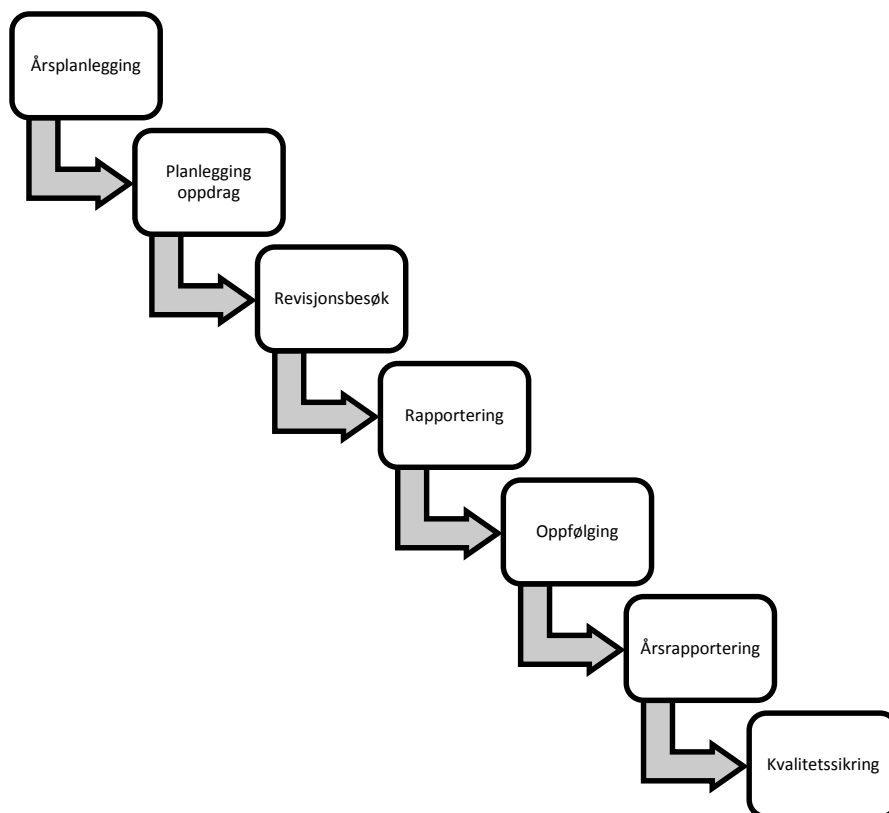 Årsplanlegging
Planlegging
oppdrag
Revisjonsbesøk
Rapportering
Oppfølging
Årsrapportering
Kvalitetssikring